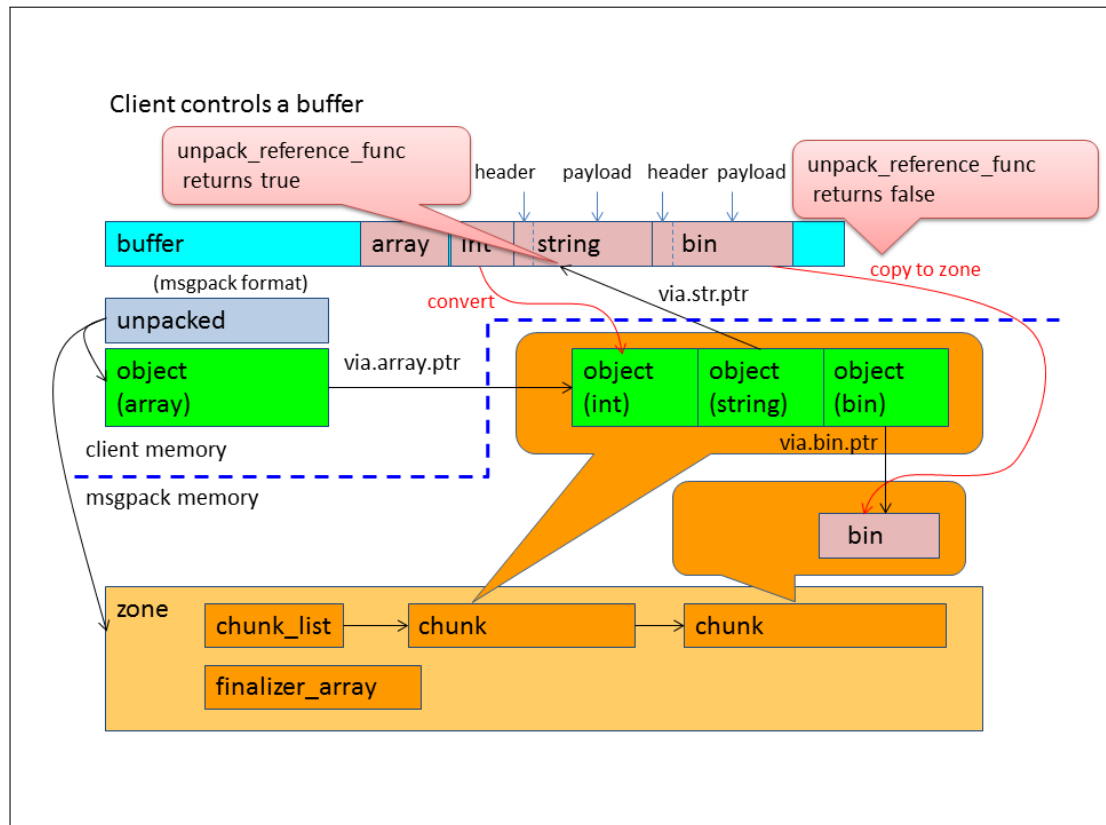 Client controls a buffer
unpack_reference_func
returns true
header
payload
header
payload
unpack_reference_func
returns false
buffer
array
int
string
bin
(msgpack format)
convert
via.str.ptr
copy to zone
unpacked
object
(array)
via.array.ptr
object
(int)
object
(string)
object
(bin)
client memory
via.bin.ptr
msgpack memory
bin
zone
chunk_list
chunk
chunk
finalizer_array